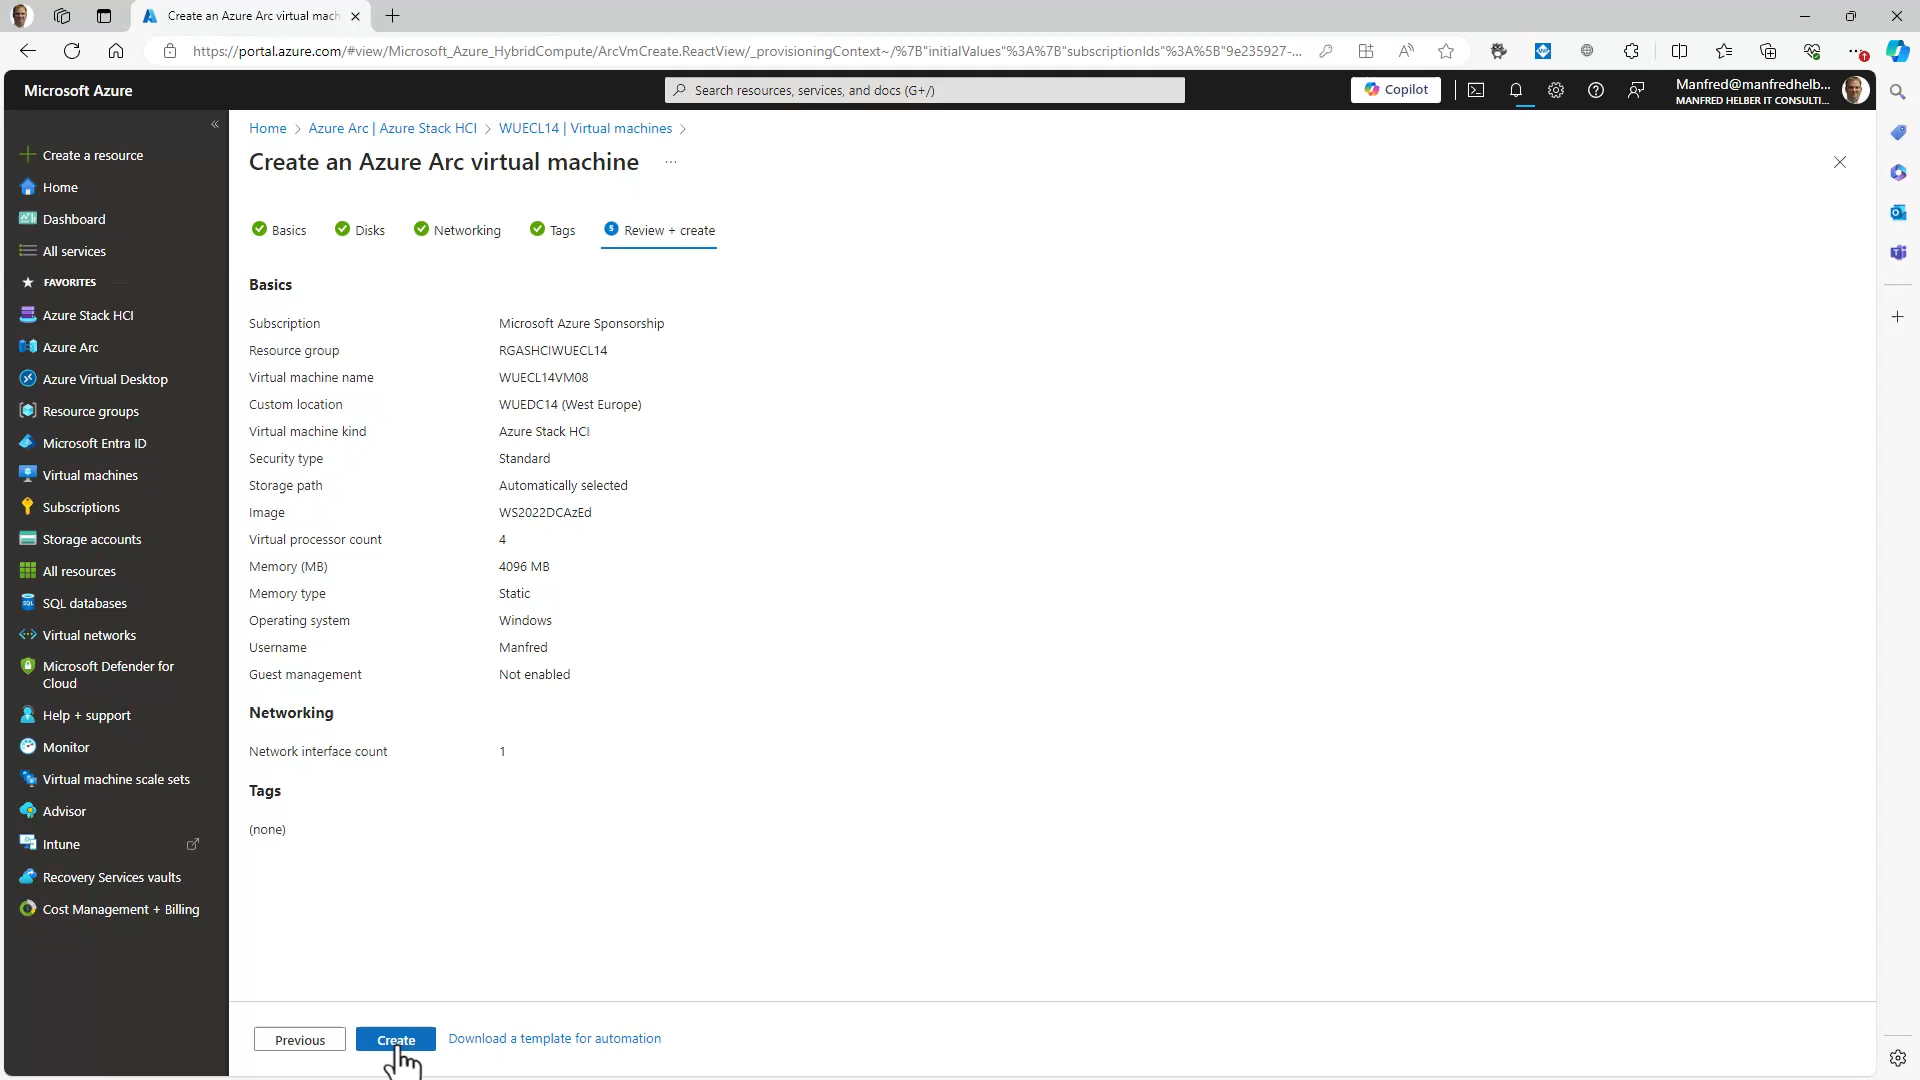 Create an Azure Arc virtual mach
https://portal.azure.com/#view/Microsoft_Azure_HybridCompute/ArcVmCreate.ReactView/_provisioningContext~/%7B"initialValues"%3A%7B"subscriptionIds"%3A%5B"9e235927-...
Microsoft Azure
Search resources, services, and docs (G+/)
Copilot
Manfred@manfredhelb...
MANFRED HELBER IT CONSULTI...
Create a resource
Home
Dashboard
All services
FAVORITES
Azure Stack HCI
Azure Arc
Azure Virtual Desktop
Resource groups
Microsoft Entra ID
Virtual machines
Subscriptions
Storage accounts
All resources
SQL databases
Virtual networks
Microsoft Defender for
Cloud
Help + support
Monitor
Virtual machine scale sets
Advisor
Intune
Recovery Services vaults
Cost Management + Billing
Home > Azure Arc | Azure Stack HCI > WUECL14 | Virtual machines >
Create an Azure Arc virtual machine ...
Basics Disks Networking Tags 5 Review + create
Basics
Subscription Microsoft Azure Sponsorship
Resource group RGASHCIWUECL14
Virtual machine name WUECL14VM08
Custom location WUEDC14 (West Europe)
Virtual machine kind Azure Stack HCI
Security type Standard
Storage path Automatically selected
Image WS2022DCAzEd
Virtual processor count 4
Memory (MB) 4096 MB
Memory type Static
Operating system Windows
Username Manfred
Guest management Not enabled
Networking
Network interface count 1
Tags
(none)
Previous Create Download a template for automation